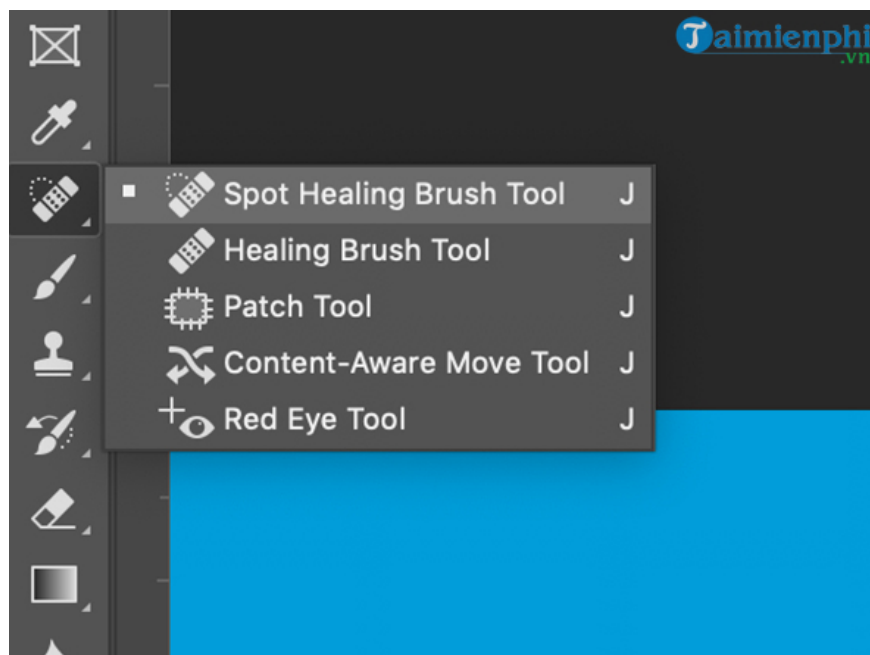 Taimienphi
.vn
Spot Healing Brush Tool J
Healing Brush Tool J
Patch Tool J
Content-Aware Move Tool J
Red Eye Tool J